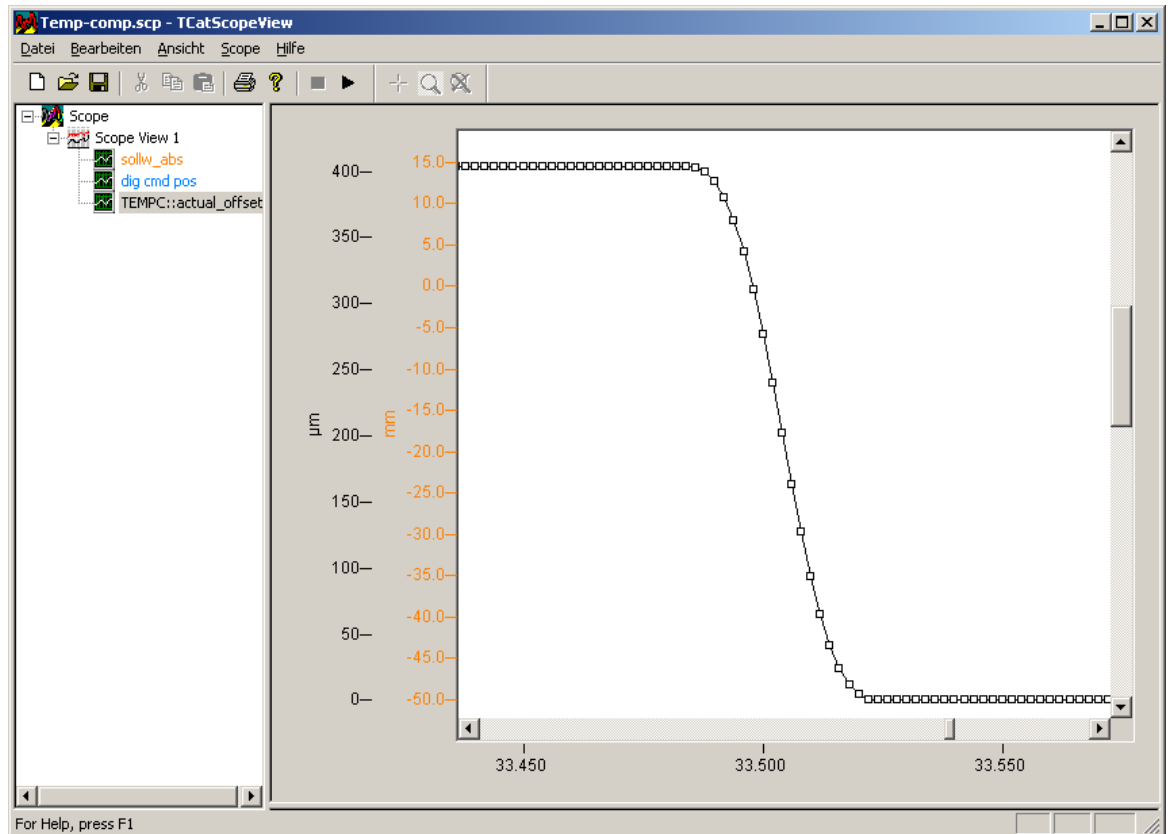 Temp-comp.scp - TCatScopeView
Datei Bearbeiten Ansicht Scope Hilfe
Scope
Scope View 1
sollw_abs
dig cmd pos
TEMPC::actual_offset
400
350
300
250
200
150
100
50
0
µm
15.0
10.0
5.0
0.0
-5.0
-10.0
-15.0
-20.0
-25.0
-30.0
-35.0
-40.0
-45.0
-50.0
mm
33.450 33.500 33.550
For Help, press F1